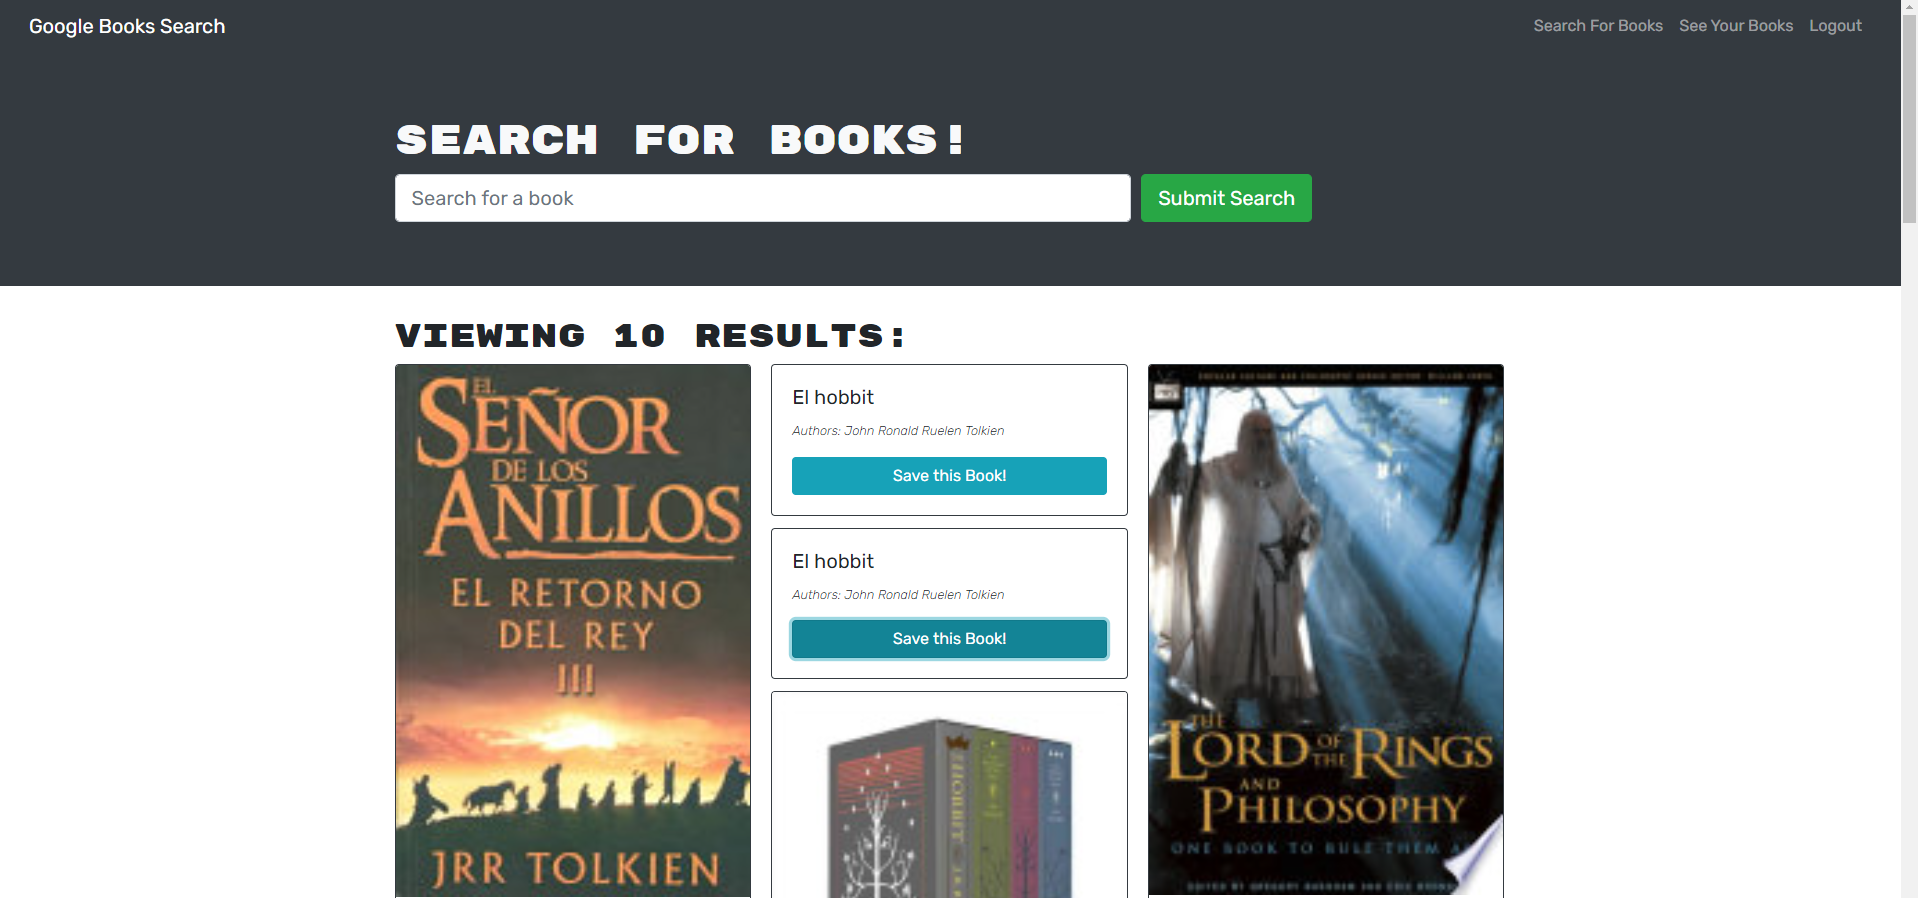 Google Books Search
Search For Books
See Your Books
Logout
SEARCH FOR BOOKS!
Search for a book
Submit Search
VIEWING 10 RESULTS:
EL
SEÑOR
DE LOS
ANILLOS
EL RETORNO
DEL REY
III
JRR TOLKIEN
El hobbit
Authors: John Ronald Ruelen Tolkien
Save this Book!
El hobbit
Authors: John Ronald Ruelen Tolkien
Save this Book!
HOBBIT
THE
LORD OF THE RINGS
AND
PHILOSOPHY
ONE BOOK TO RULE THEM